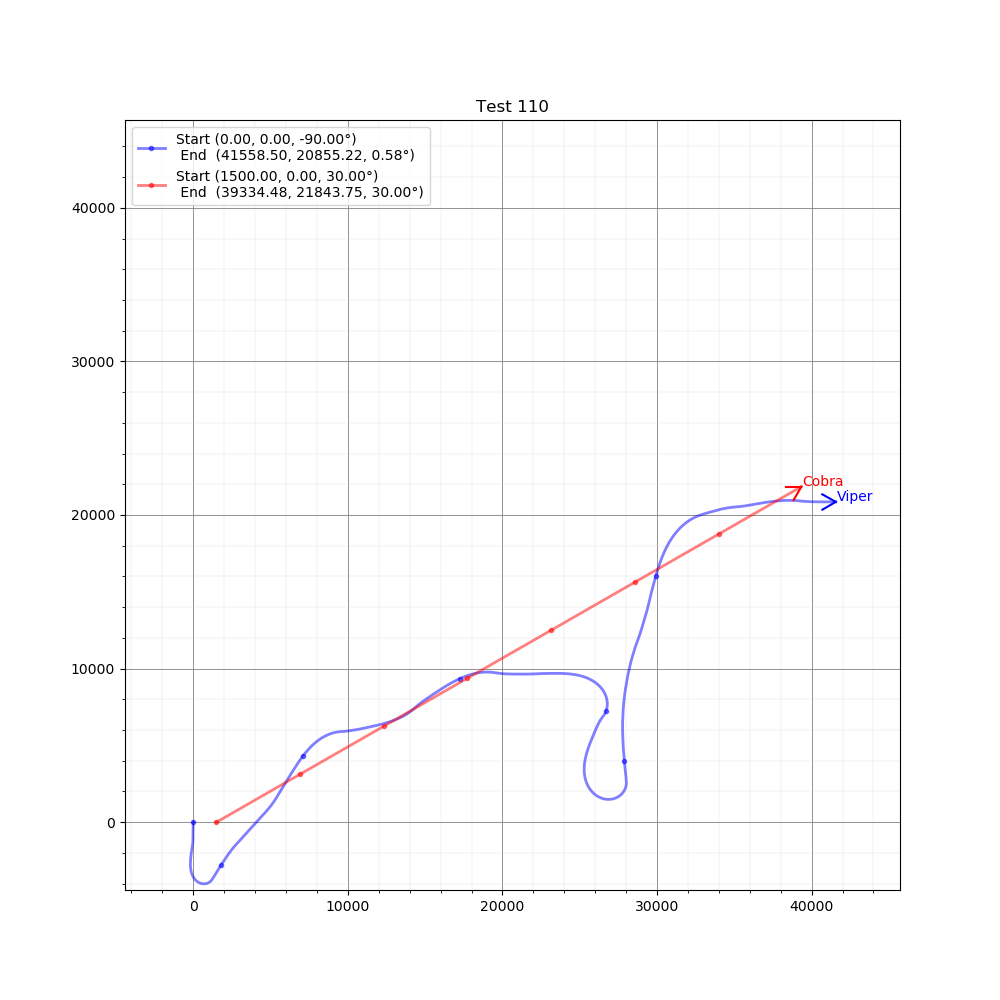 Test 110
Start (0.00, 0.00, -90.00°)
End (41558.50, 20855.22, 0.58°)
Start (1500.00, 0.00, 30.00°)
End (39334.48, 21843.75, 30.00°)
40000
30000
20000
10000
0
Cobra
Viper
0
10000
20000
30000
40000